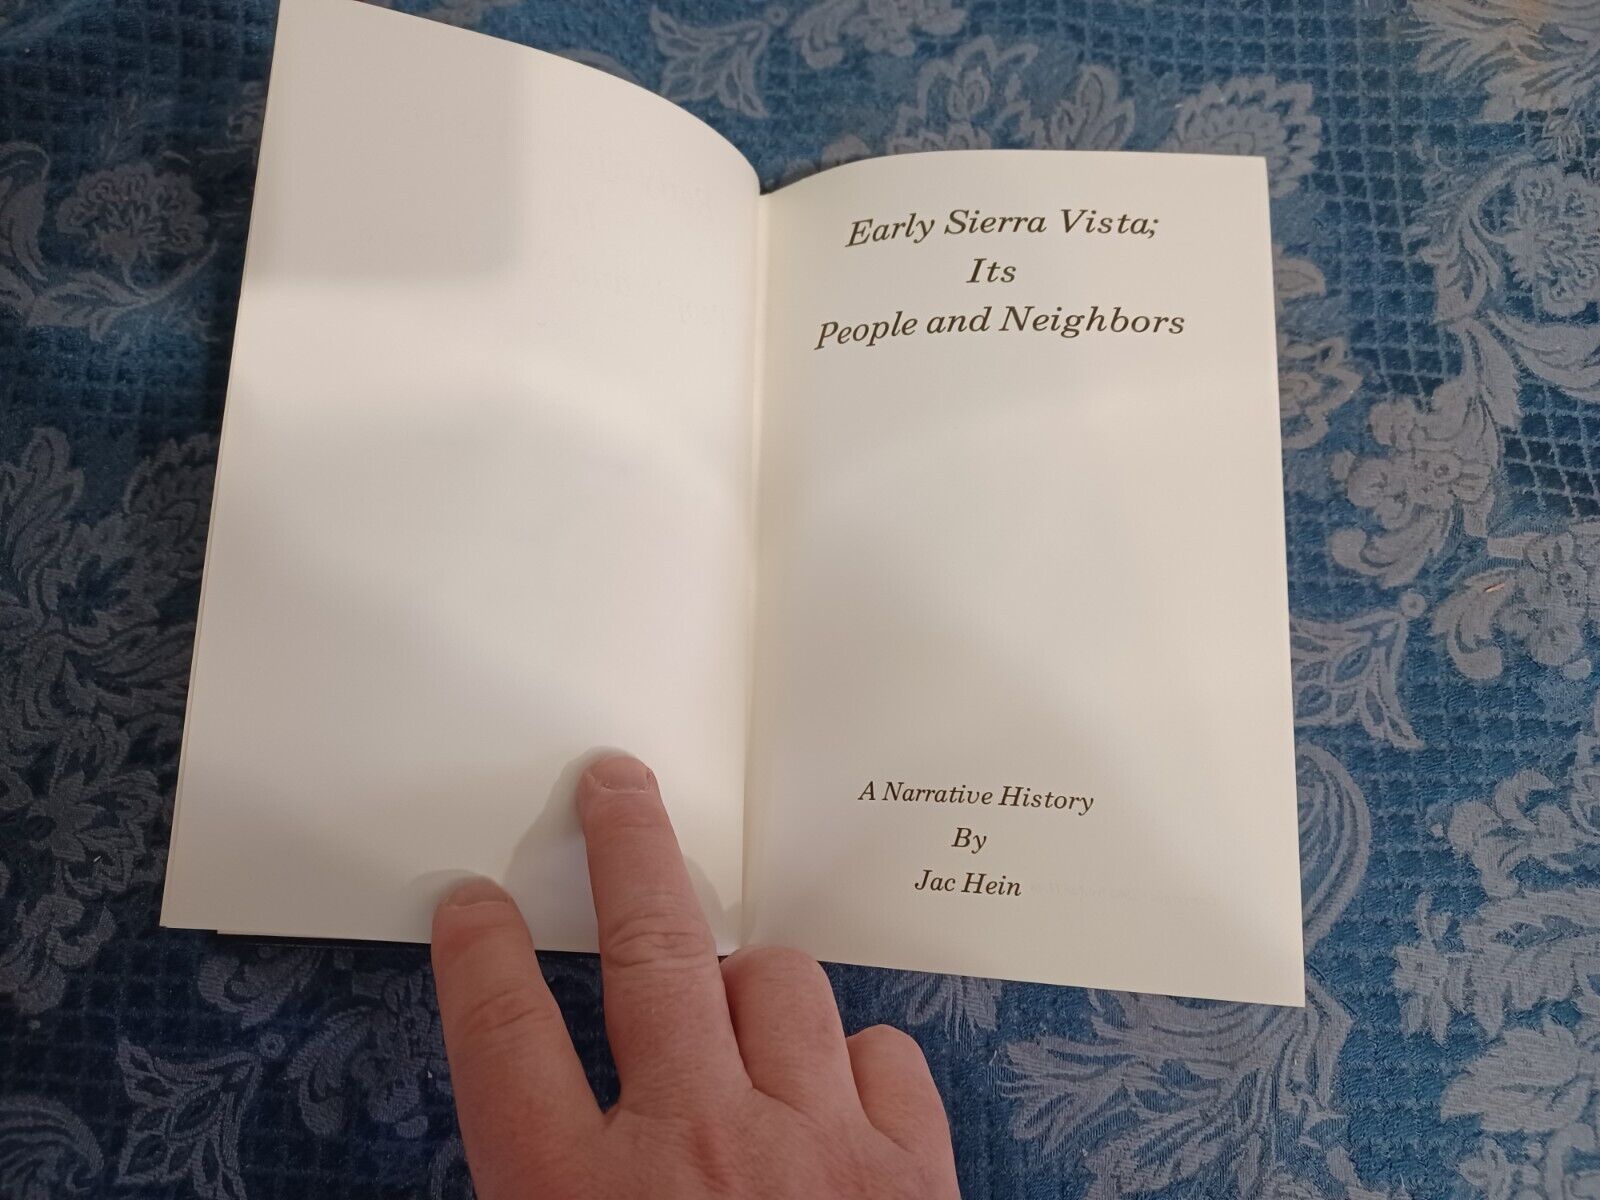 Early Sierra Vista;
Its
People and Neighbors
A Narrative History
By
Jac Hein